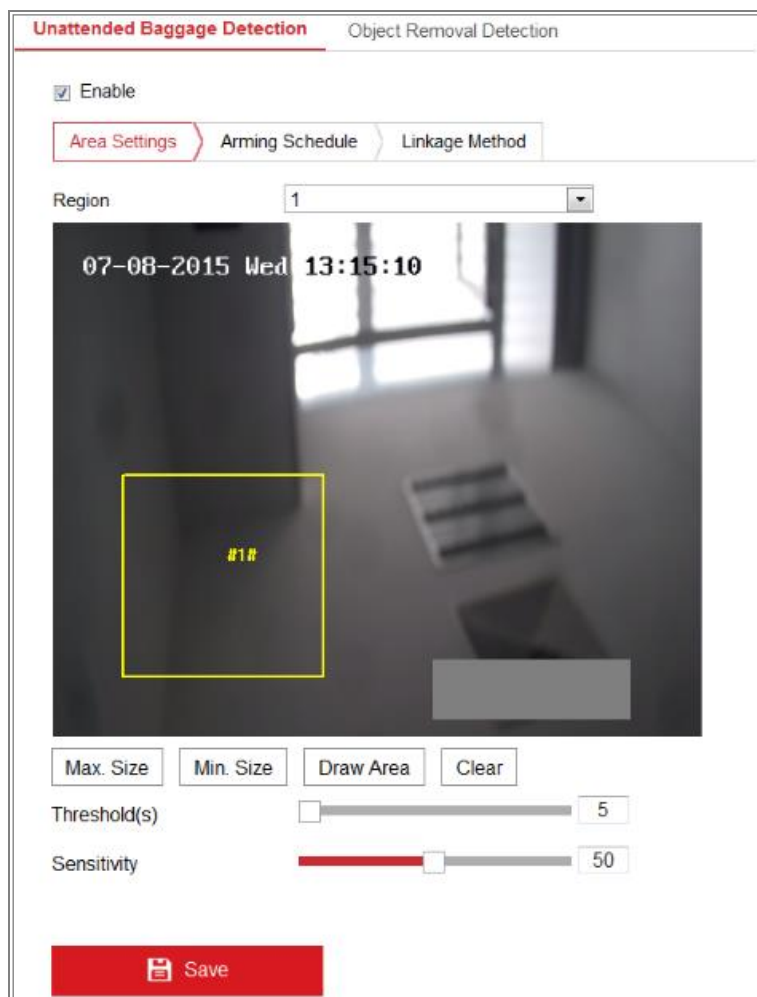 Unattended Baggage Detection Object Removal Detection
Enable
Area Settings Arming Schedule Linkage Method
Region 1
07-08-2015 Wed 13:15:10
#1#
Max. Size Min. Size Draw Area Clear
Threshold(s) 5
Sensitivity 50
Save